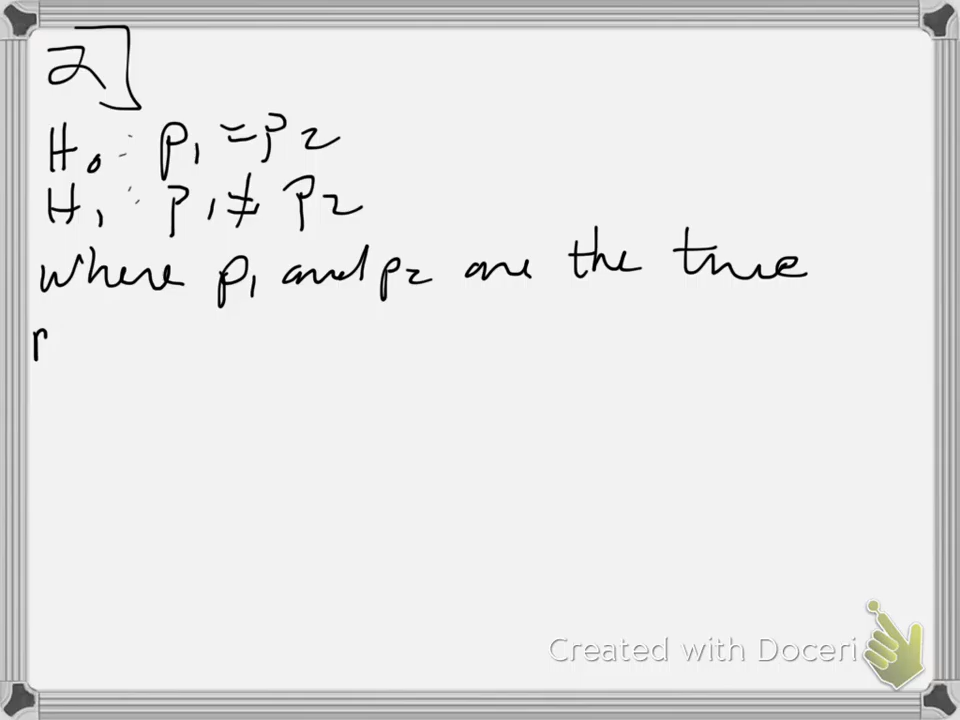 2]
H0: p1 = p2
H1: p1 ≠ p2
where p1 and p2 are the true
Created with Doceri